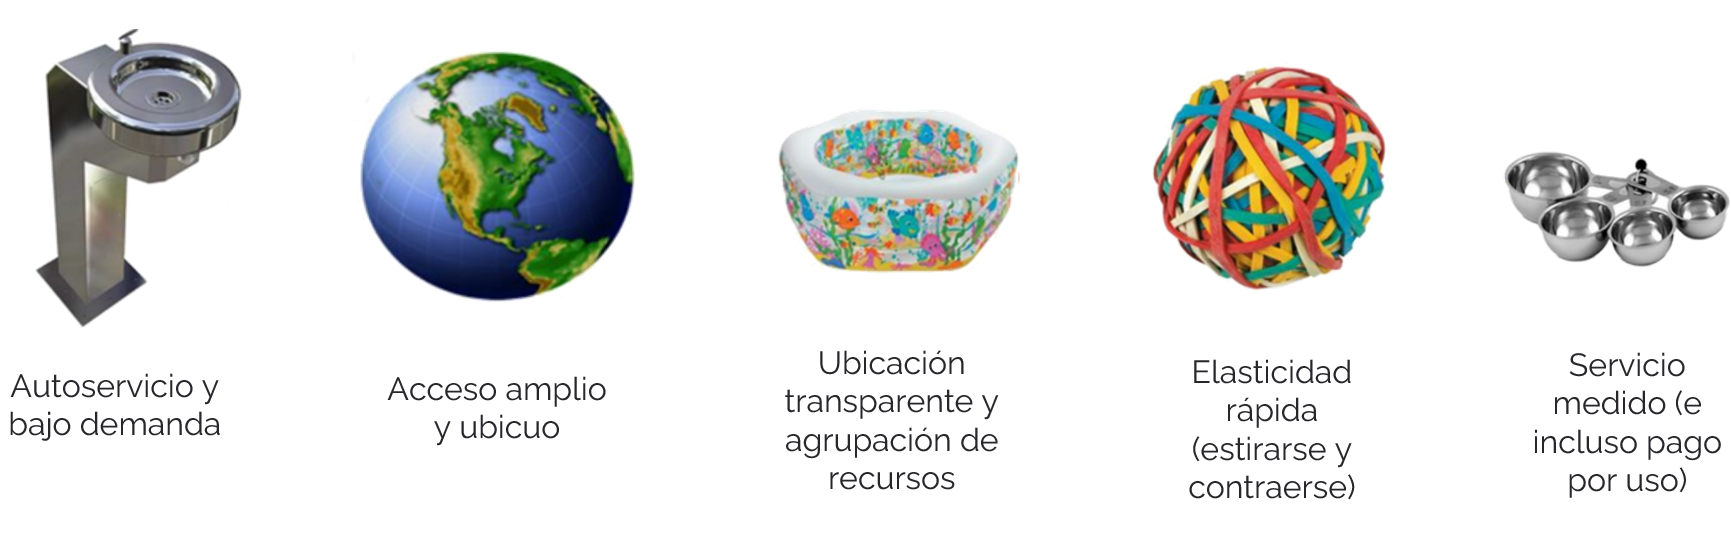 Autoservicio y
bajo demanda
Acceso amplio
y ubicuo
Ubicación
transparente y
agrupación de
recursos
Elasticidad
rápida
(estirarse y
contraerse)
Servicio
medido (e
incluso pago
por uso)